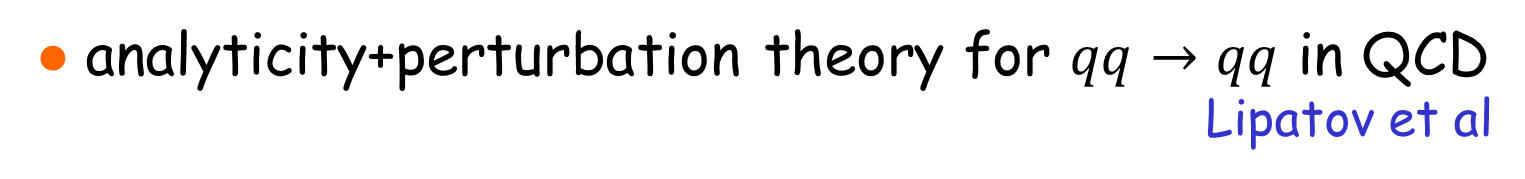 • analyticity+perturbation theory for qq → qq in QCD
Lipatov et al